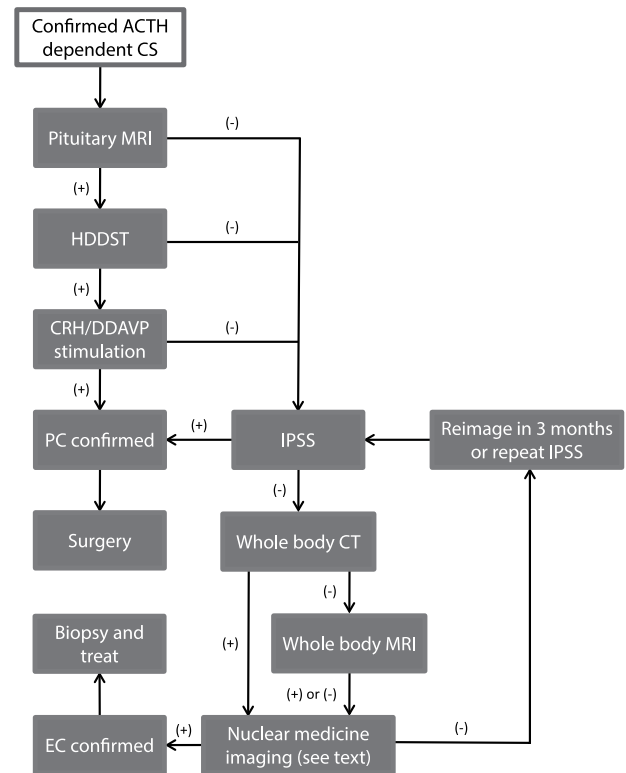 Confirmed ACTH
dependent CS
Pituitary MRI
(-)
(+)
HDDST
(-)
(+)
CRH/DDAVP
stimulation
(-)
(+)
PC confirmed
(+)
IPSS
Reimage in 3 months
or repeat IPSS
(-)
Surgery
Whole body CT
(-)
Biopsy and
treat
(+)
Whole body MRI
(+) or (-)
EC confirmed
(+)
Nuclear medicine
imaging (see text)
(-)